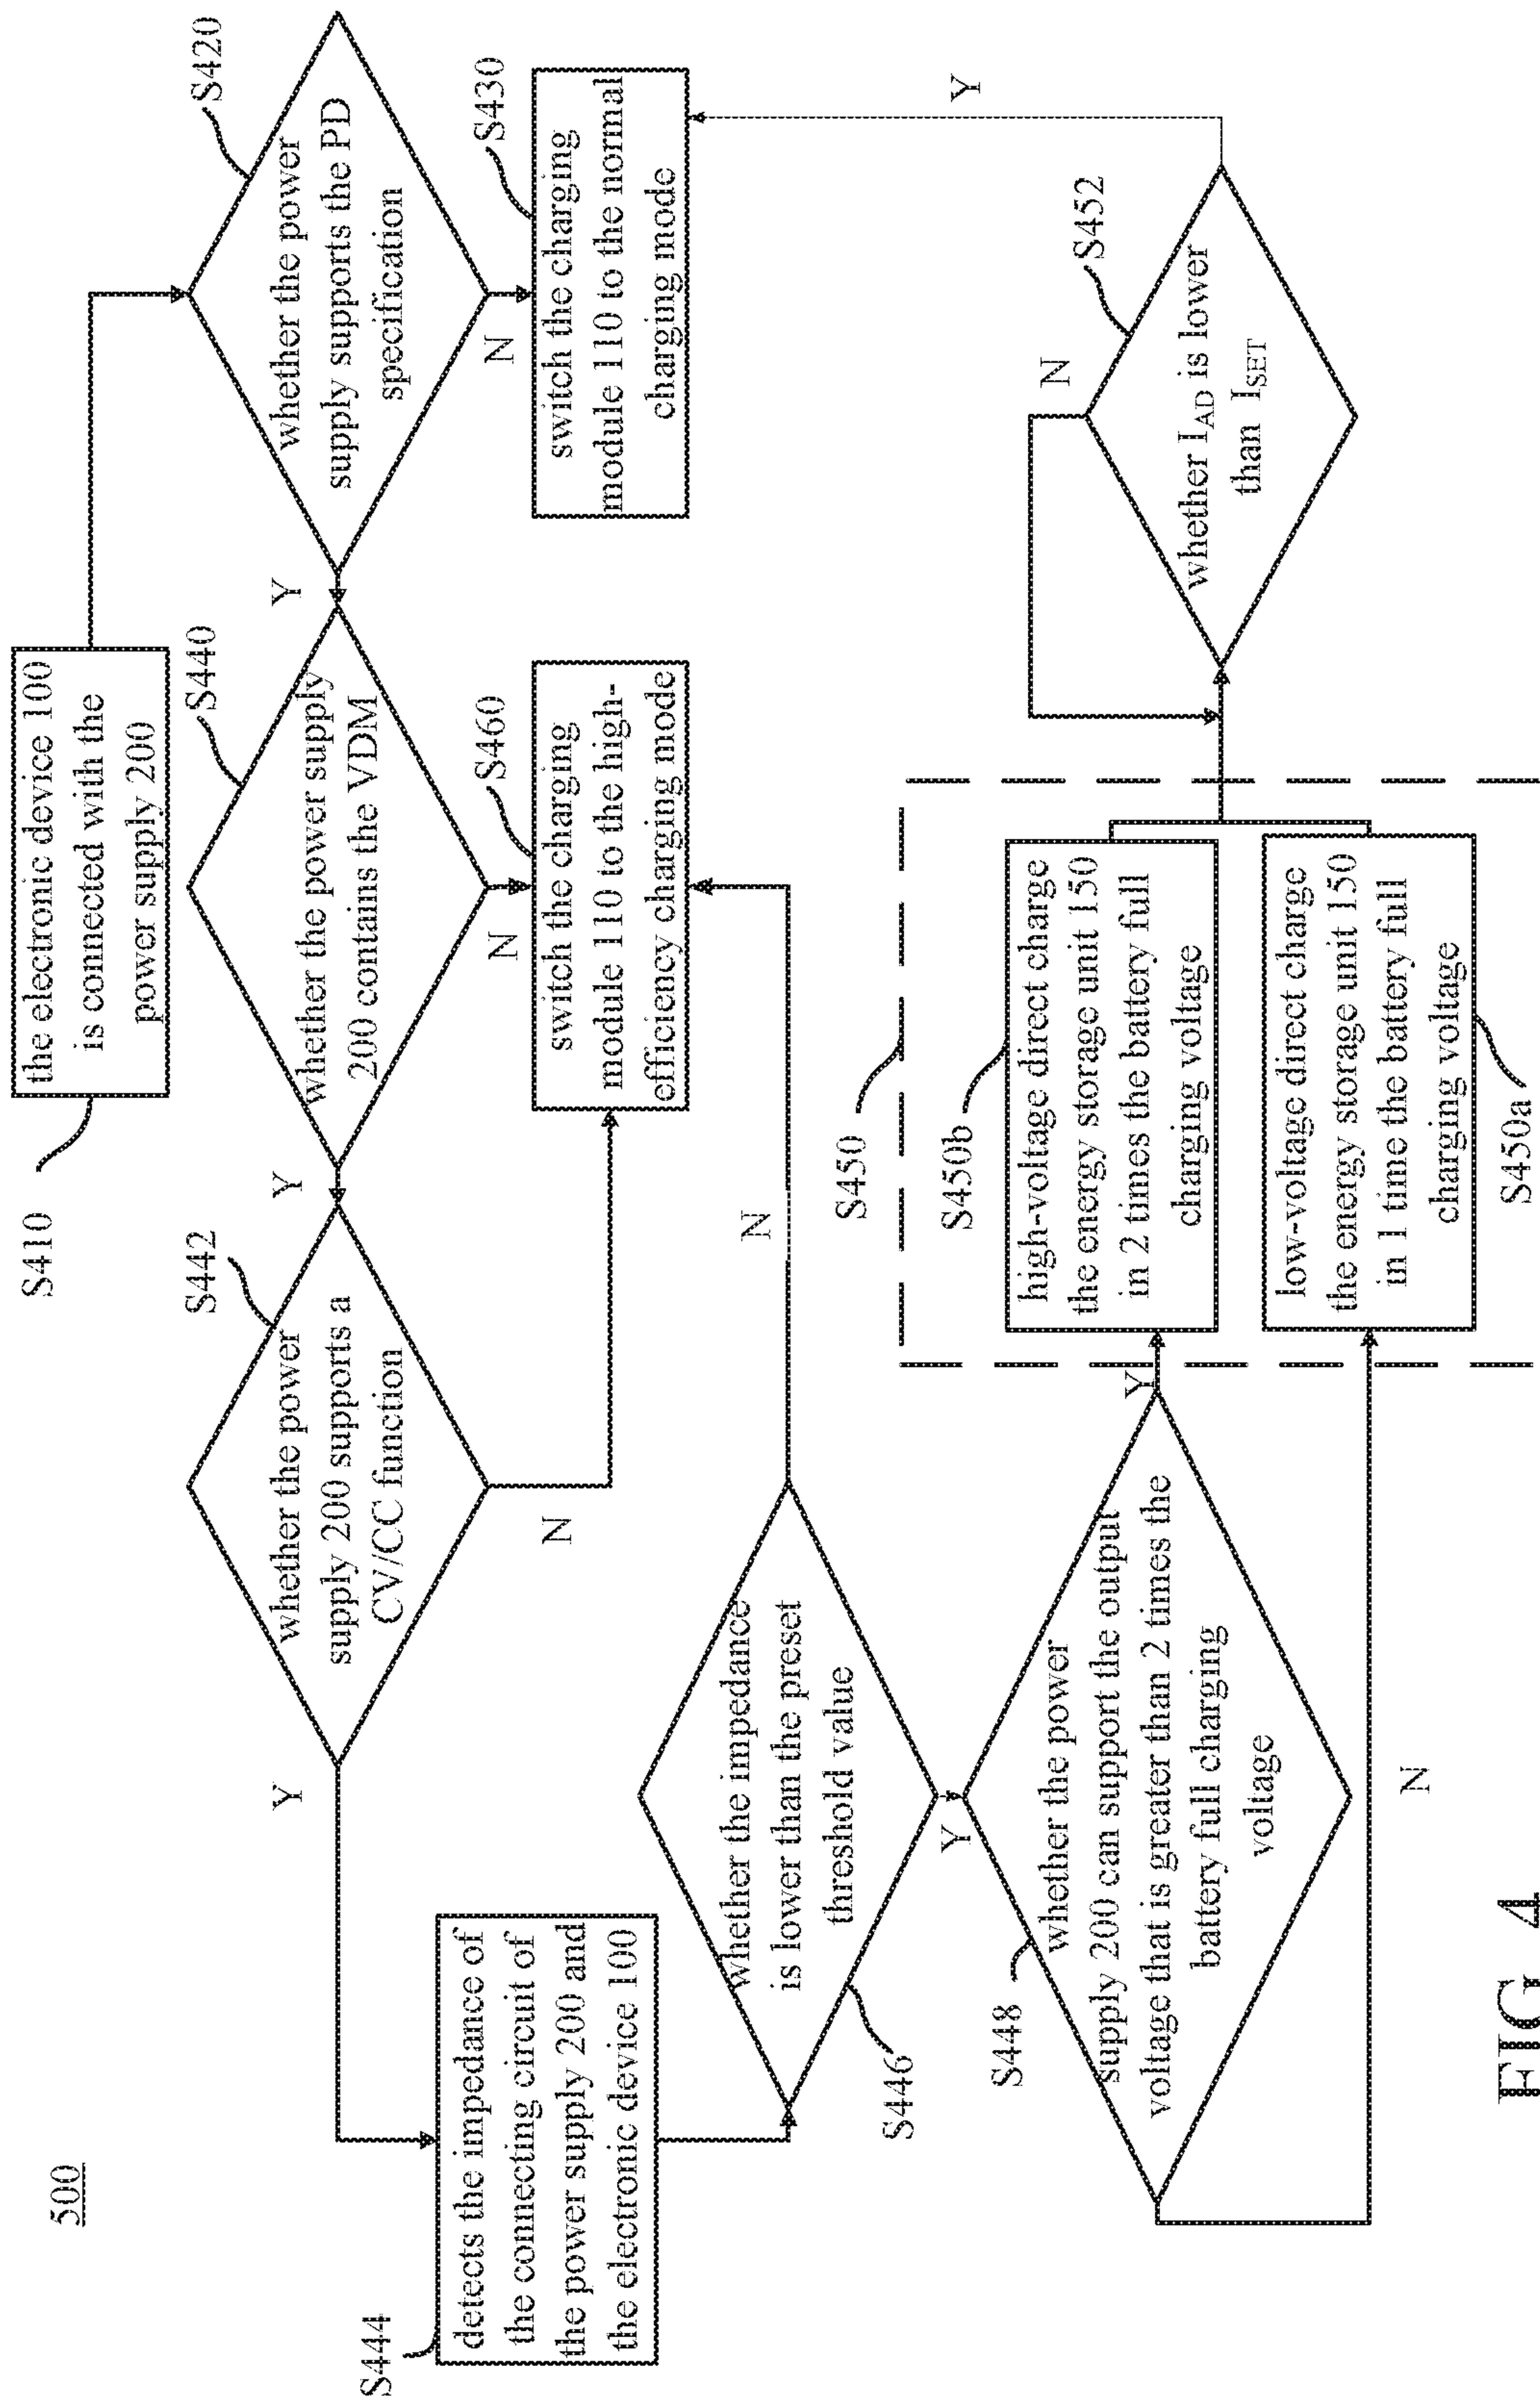 500
S410
the electronic device 100
is connected with the
power supply 200
S420
whether the power
supply supports the PD
specification
Y
N
S430
switch the charging
module 110 to the normal
charging mode
S440
whether the power supply
200 contains the VDM
Y
N
S460
switch the charging
module 110 to the high-
efficiency charging mode
S442
whether the power
supply 200 supports a
CV/CC function
Y
N
S444
detects the impedance of
the connecting circuit of
the power supply 200 and
the electronic device 100
S446
whether the impedance
is lower than the preset
threshold value
N
Y
S448
whether the power
supply 200 can support the output
voltage that is greater than 2 times the
battery full charging
voltage
Y
N
S450
S450b
high-voltage direct charge
the energy storage unit 150
in 2 times the battery full
charging voltage
low-voltage direct charge
the energy storage unit 150
in 1 time the battery full
charging voltage
S450a
S452
whether IAD is lower
than ISET
N
Y
FIG. 4